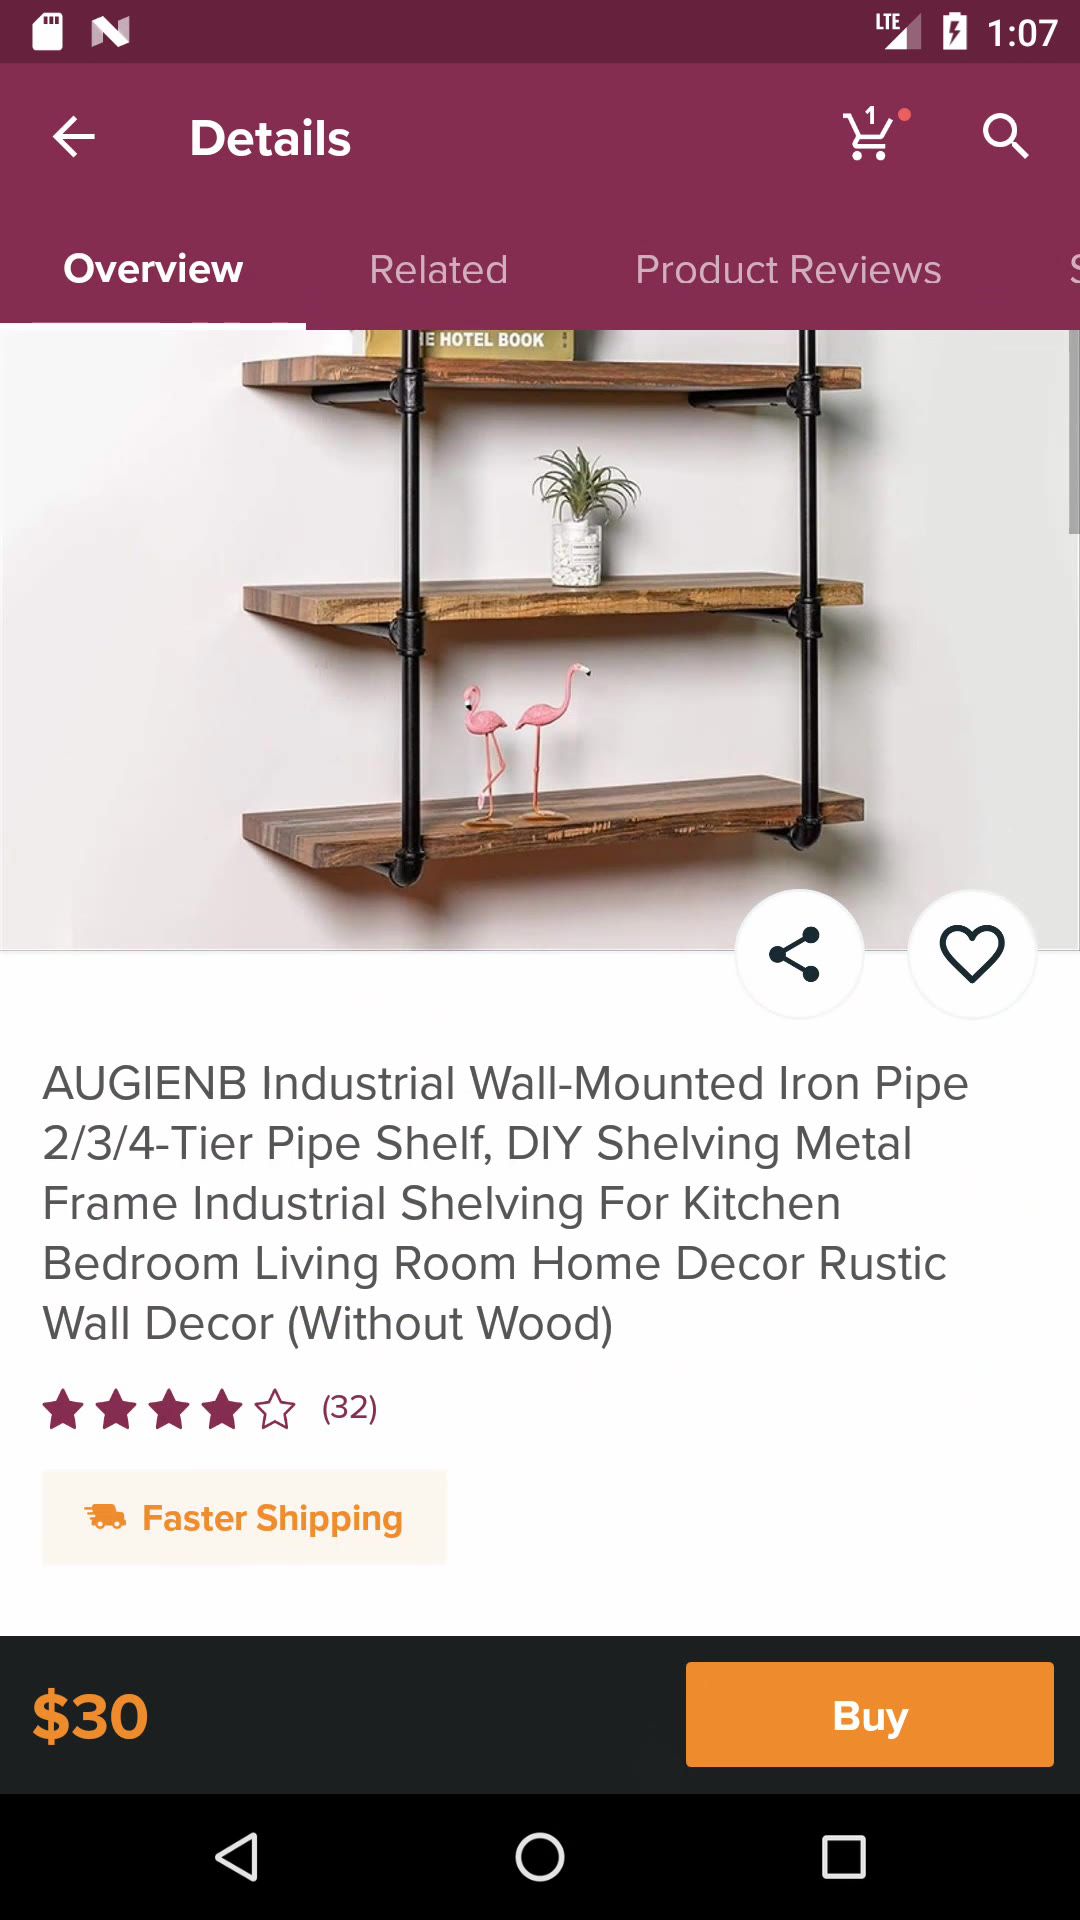 LTE 1:07
Details 1
Overview Related Product Reviews
HOTEL BOOK
AUGIENB Industrial Wall-Mounted Iron Pipe
2/3/4-Tier Pipe Shelf, DIY Shelving Metal
Frame Industrial Shelving For Kitchen
Bedroom Living Room Home Decor Rustic
Wall Decor (Without Wood)
(32)
Faster Shipping
$30 Buy